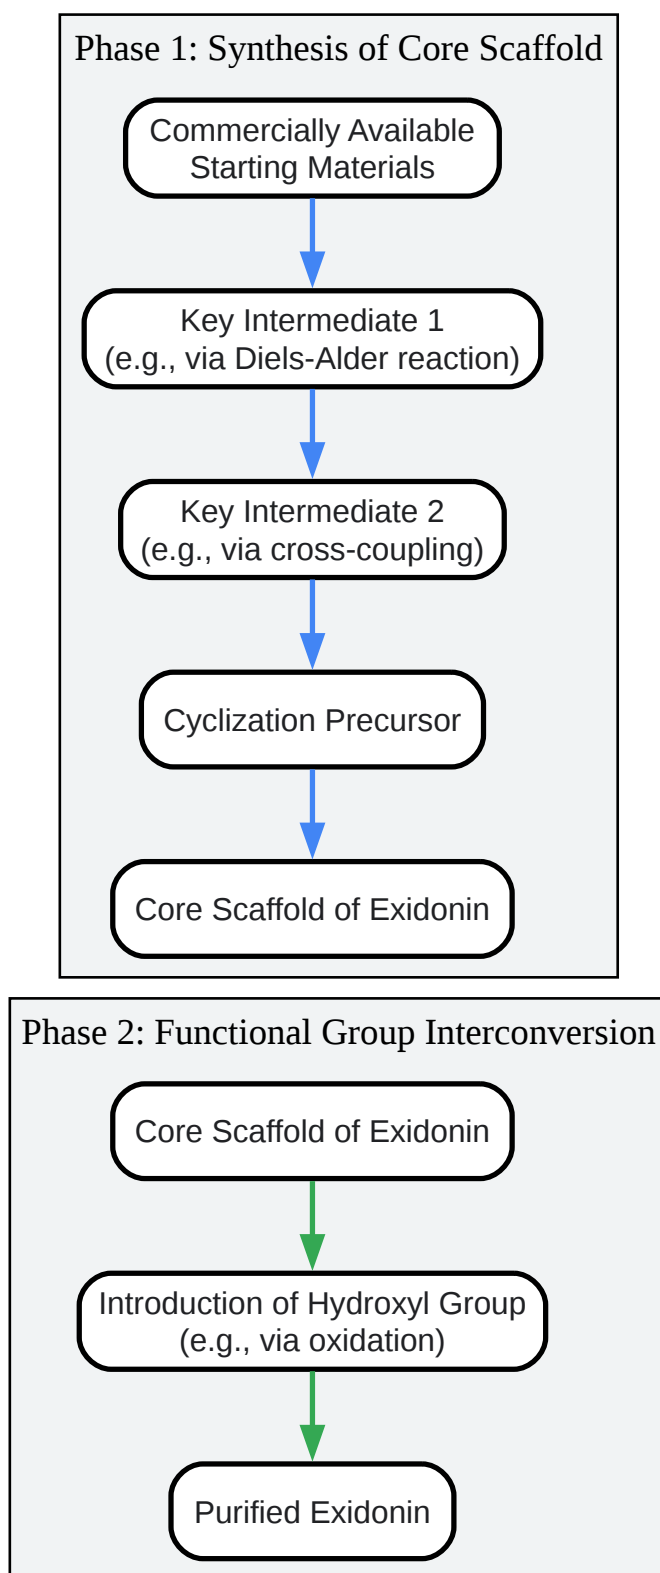 Phase 1: Synthesis of Core Scaffold
Commercially Available
Starting Materials
Key Intermediate 1
(e.g., via Diels-Alder reaction)
Key Intermediate 2
(e.g., via cross-coupling)
Cyclization Precursor
Core Scaffold of Exidonin
Phase 2: Functional Group Interconversion
Core Scaffold of Exidonin
Introduction of Hydroxyl Group
(e.g., via oxidation)
Purified Exidonin